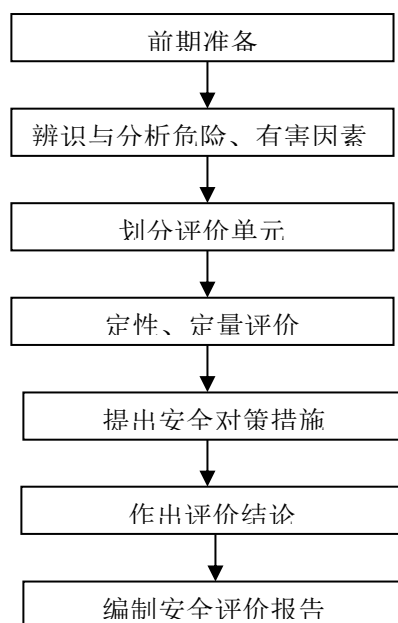 前期准备
辨识与分析危险、有害因素
划分评价单元
定性、定量评价
提出安全对策措施
作出评价结论
编制安全评价报告